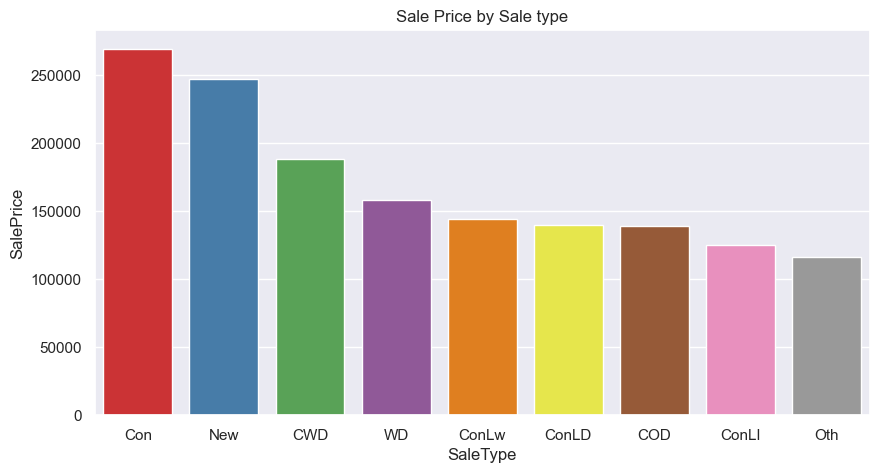 Sale Price by Sale type
SalePrice
250000
200000
150000
100000
50000
0
Con New CWD WD ConLw ConLD COD ConLI Oth
SaleType